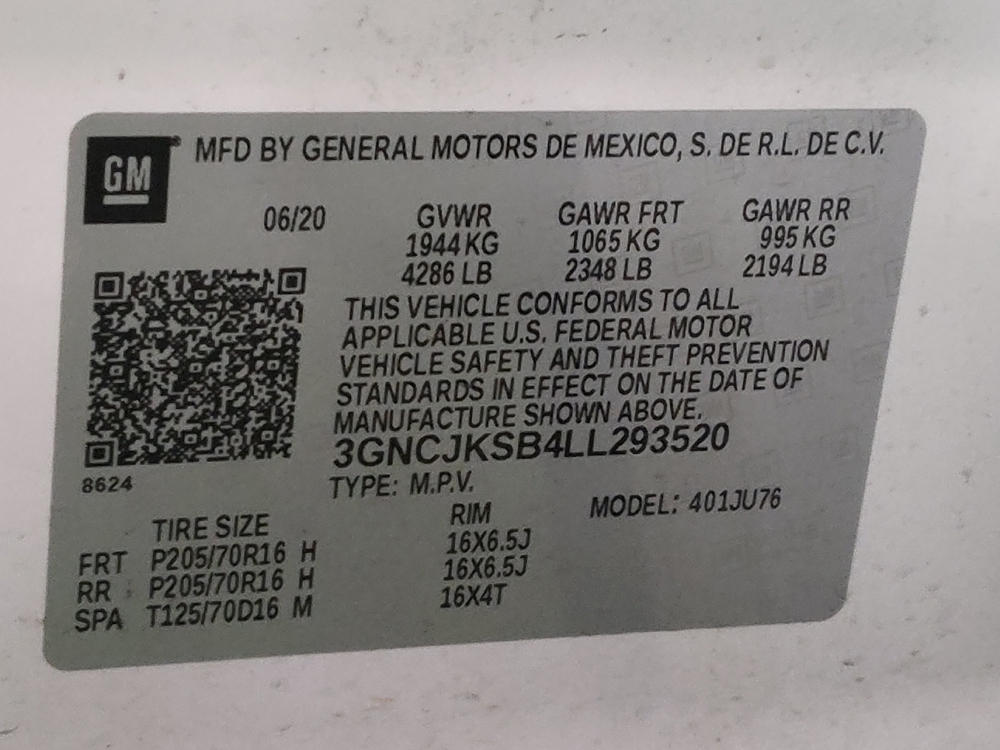 GM® MFD BY GENERAL MOTORS DE MEXICO, S. DE R.L. DE C.V.
06/20 GVWR GAWR FRT GAWR RR
1944 KG 1065 KG 995 KG
4286 LB 2348 LB 2194 LB
THIS VEHICLE CONFORMS TO ALL
APPLICABLE U.S. FEDERAL MOTOR
VEHICLE SAFETY AND THEFT PREVENTION
STANDARDS IN EFFECT ON THE DATE OF
MANUFACTURE SHOWN ABOVE.
3GNCJKSB4LL293520
8624
TYPE: M.P.V. MODEL: 401JU76
TIRE SIZE RIM
FRT P205/70R16 H 16X6.5J
RR P205/70R16 H 16X6.5J
SPA T125/70D16 M 16X4T